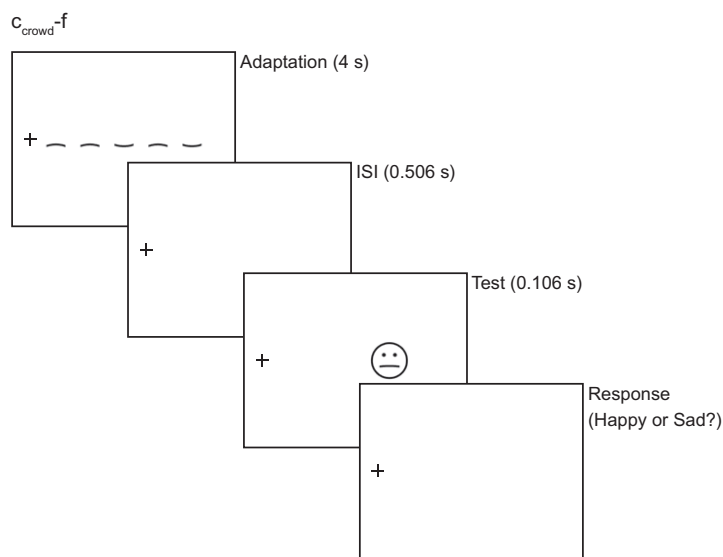 c_crowd-f
Adaptation (4 s)
ISI (0.506 s)
Test (0.106 s)
Response
(Happy or Sad?)